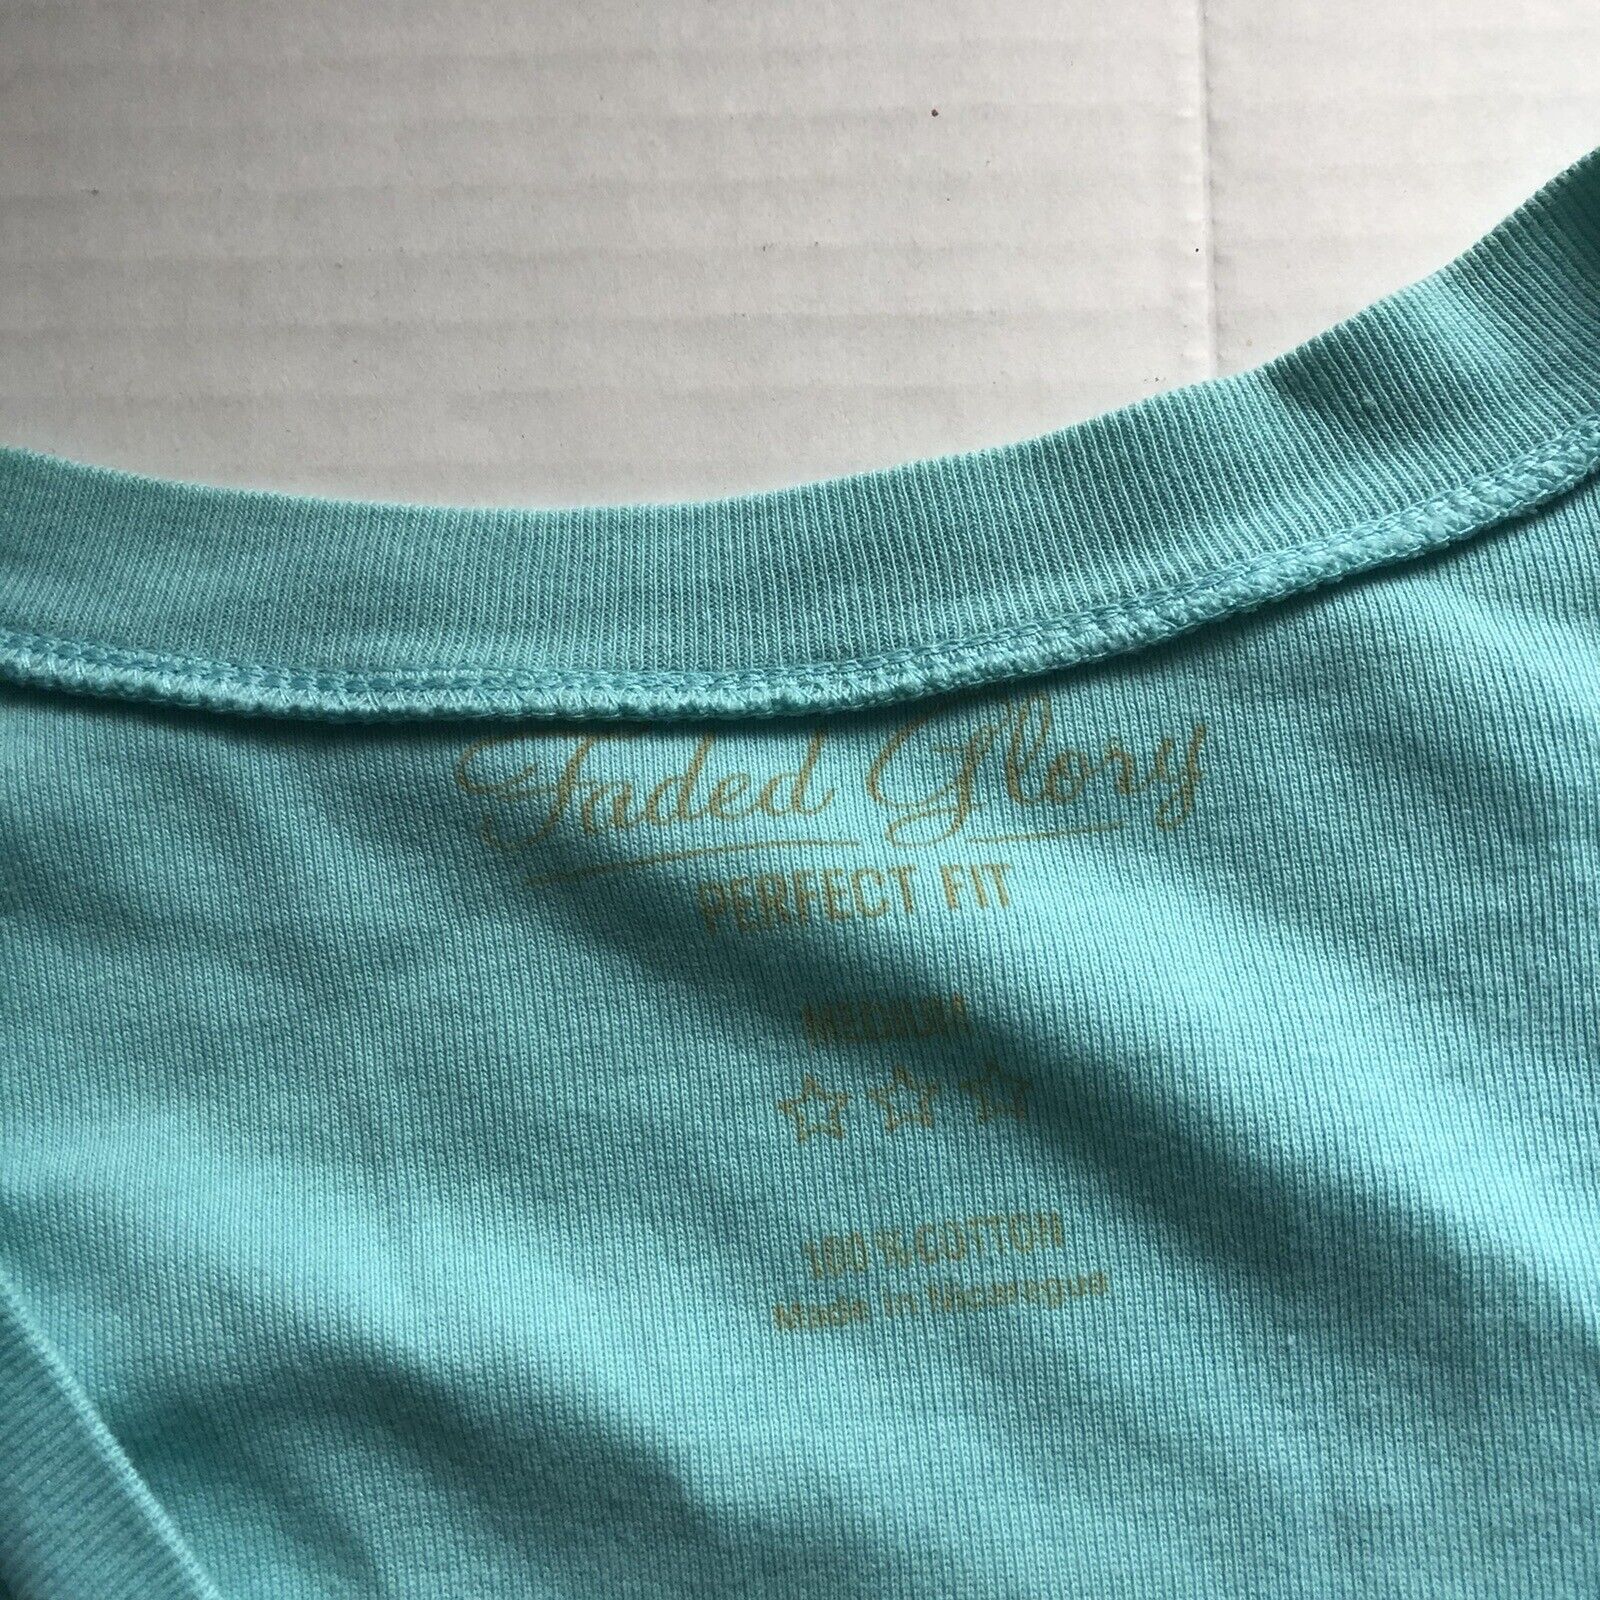 Faded Glory
PERFECT FIT
MEDIUM
100% COTTON
Made in Nicaragua